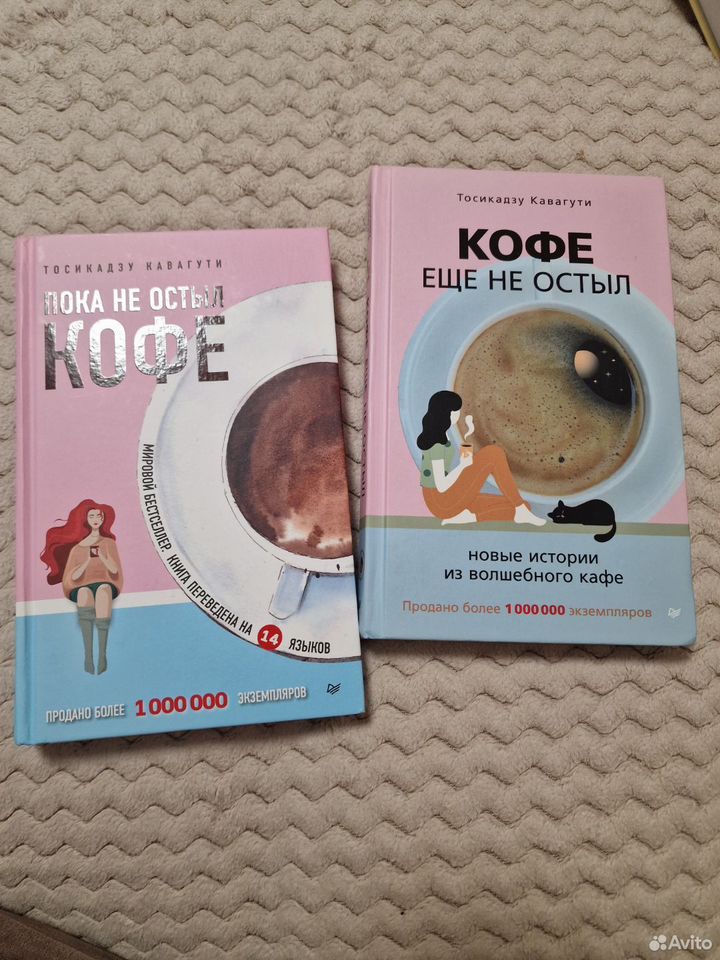 ТОСИКАДЗУ КАВАГУТИ
ПОКА НЕ ОСТЫЛ
КОФЕ
МИРОВОЙ БЕСТСЕЛЛЕР. КНИГА ПЕРЕВЕДЕНА НА 14 ЯЗЫКОВ
ПРОДАНО БОЛЕЕ 1 000 000 ЭКЗЕМПЛЯРОВ
Тосикадзу Кавагути
КОФЕ
ЕЩЕ НЕ ОСТЫЛ
НОВЫЕ ИСТОРИИ
ИЗ ВОЛШЕБНОГО КАФЕ
Продано более 1 000 000 экземпляров
Avito